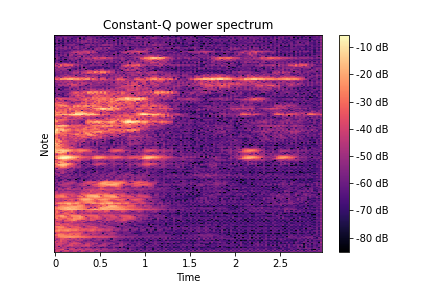 Constant-Q power spectrum
Note
0
0.5
1
1.5
2
2.5
Time
-10 dB
-20 dB
-30 dB
-40 dB
-50 dB
-60 dB
-70 dB
-80 dB